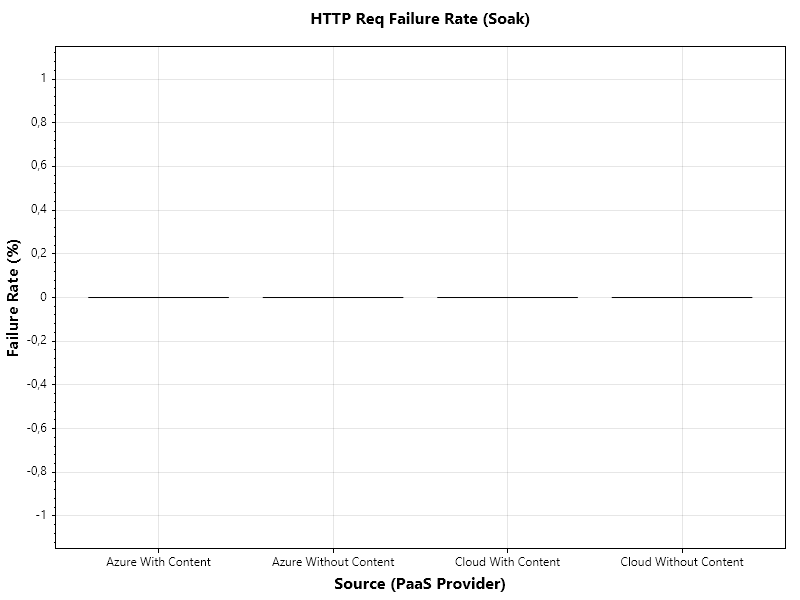 HTTP Req Failure Rate (Soak)
Failure Rate (%)
1
0,8
0,6
0,4
0,2
0
-0,2
-0,4
-0,6
-0,8
-1
Azure With Content
Azure Without Content
Cloud With Content
Cloud Without Content
Source (PaaS Provider)